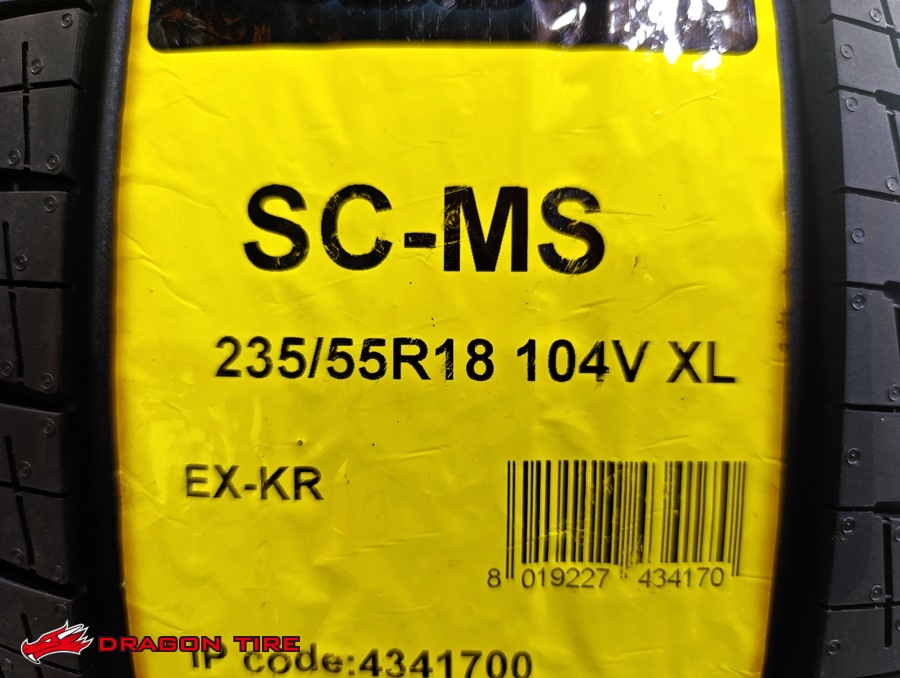 SC-MS
235/55R18 104V XL
EX-KR
8 019227 434170
DRAGON TIRE
IP code:4341700